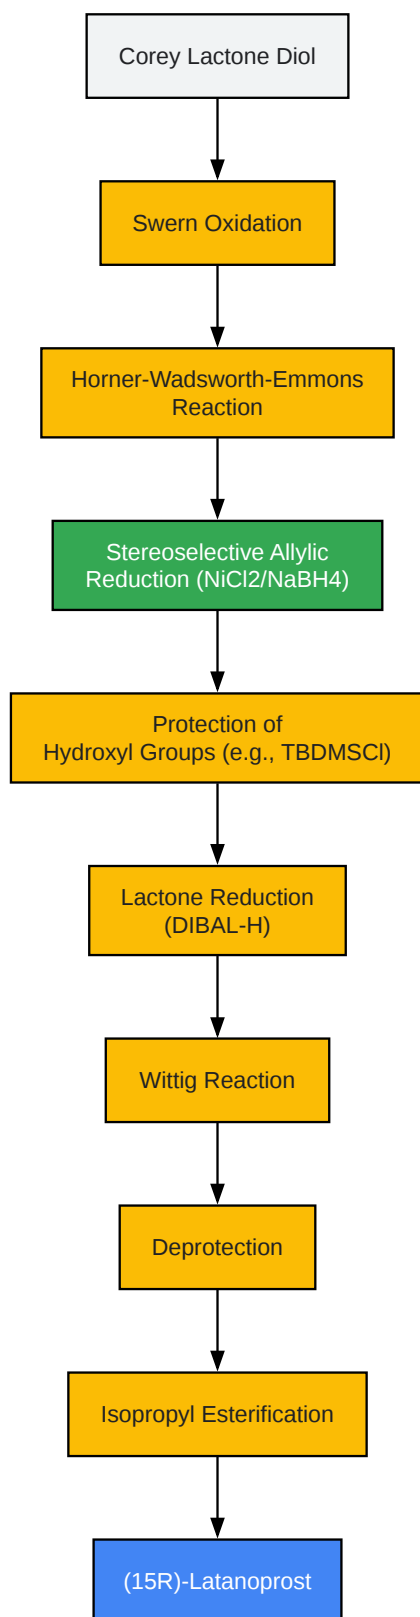 Corey Lactone Diol
Swern Oxidation
Horner-Wadsworth-Emmons
Reaction
Stereoselective Allylic
Reduction (NiCl2/NaBH4)
Protection of
Hydroxyl Groups (e.g., TBDMSCl)
Lactone Reduction
(DIBAL-H)
Wittig Reaction
Deprotection
Isopropyl Esterification
(15R)-Latanoprost